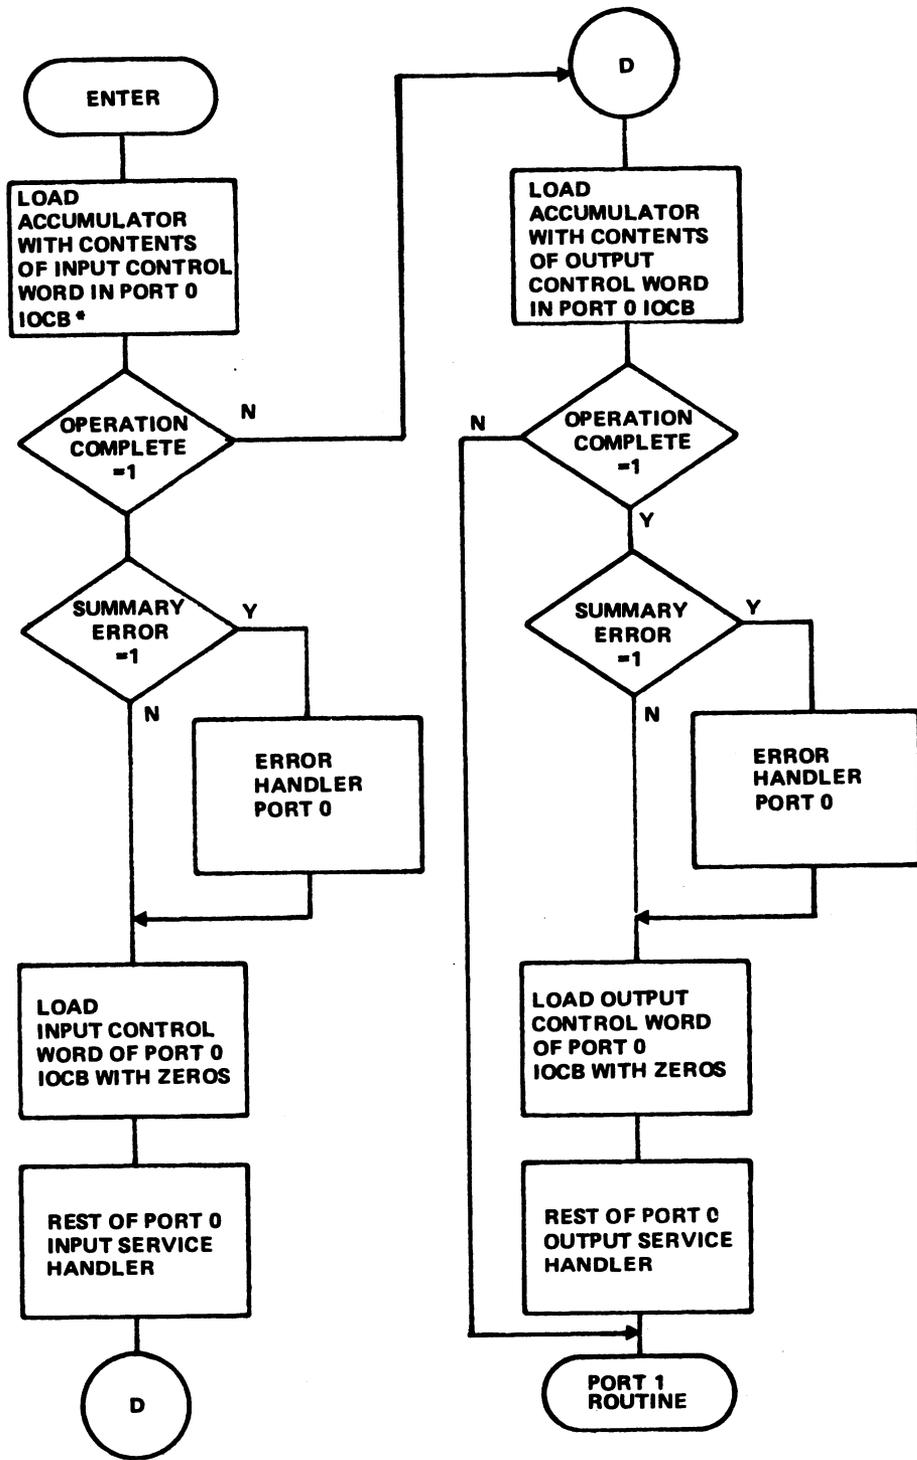 ENTER
LOAD
ACCUMULATOR
WITH CONTENTS
OF INPUT CONTROL
WORD IN PORT 0
IOCB *
OPERATION
COMPLETE
=1
N
SUMMARY
ERROR
=1
Y
N
ERROR
HANDLER
PORT 0
LOAD
INPUT CONTROL
WORD OF PORT 0
IOCB WITH ZEROS
REST OF PORT 0
INPUT SERVICE
HANDLER
D
D
LOAD
ACCUMULATOR
WITH CONTENTS
OF OUTPUT
CONTROL WORD
IN PORT 0 IOCB
N
OPERATION
COMPLETE
=1
Y
SUMMARY
ERROR
=1
Y
N
ERROR
HANDLER
PORT 0
LOAD OUTPUT
CONTROL WORD
OF PORT 0
IOCB WITH ZEROS
REST OF PORT 0
OUTPUT SERVICE
HANDLER
PORT 1
ROUTINE